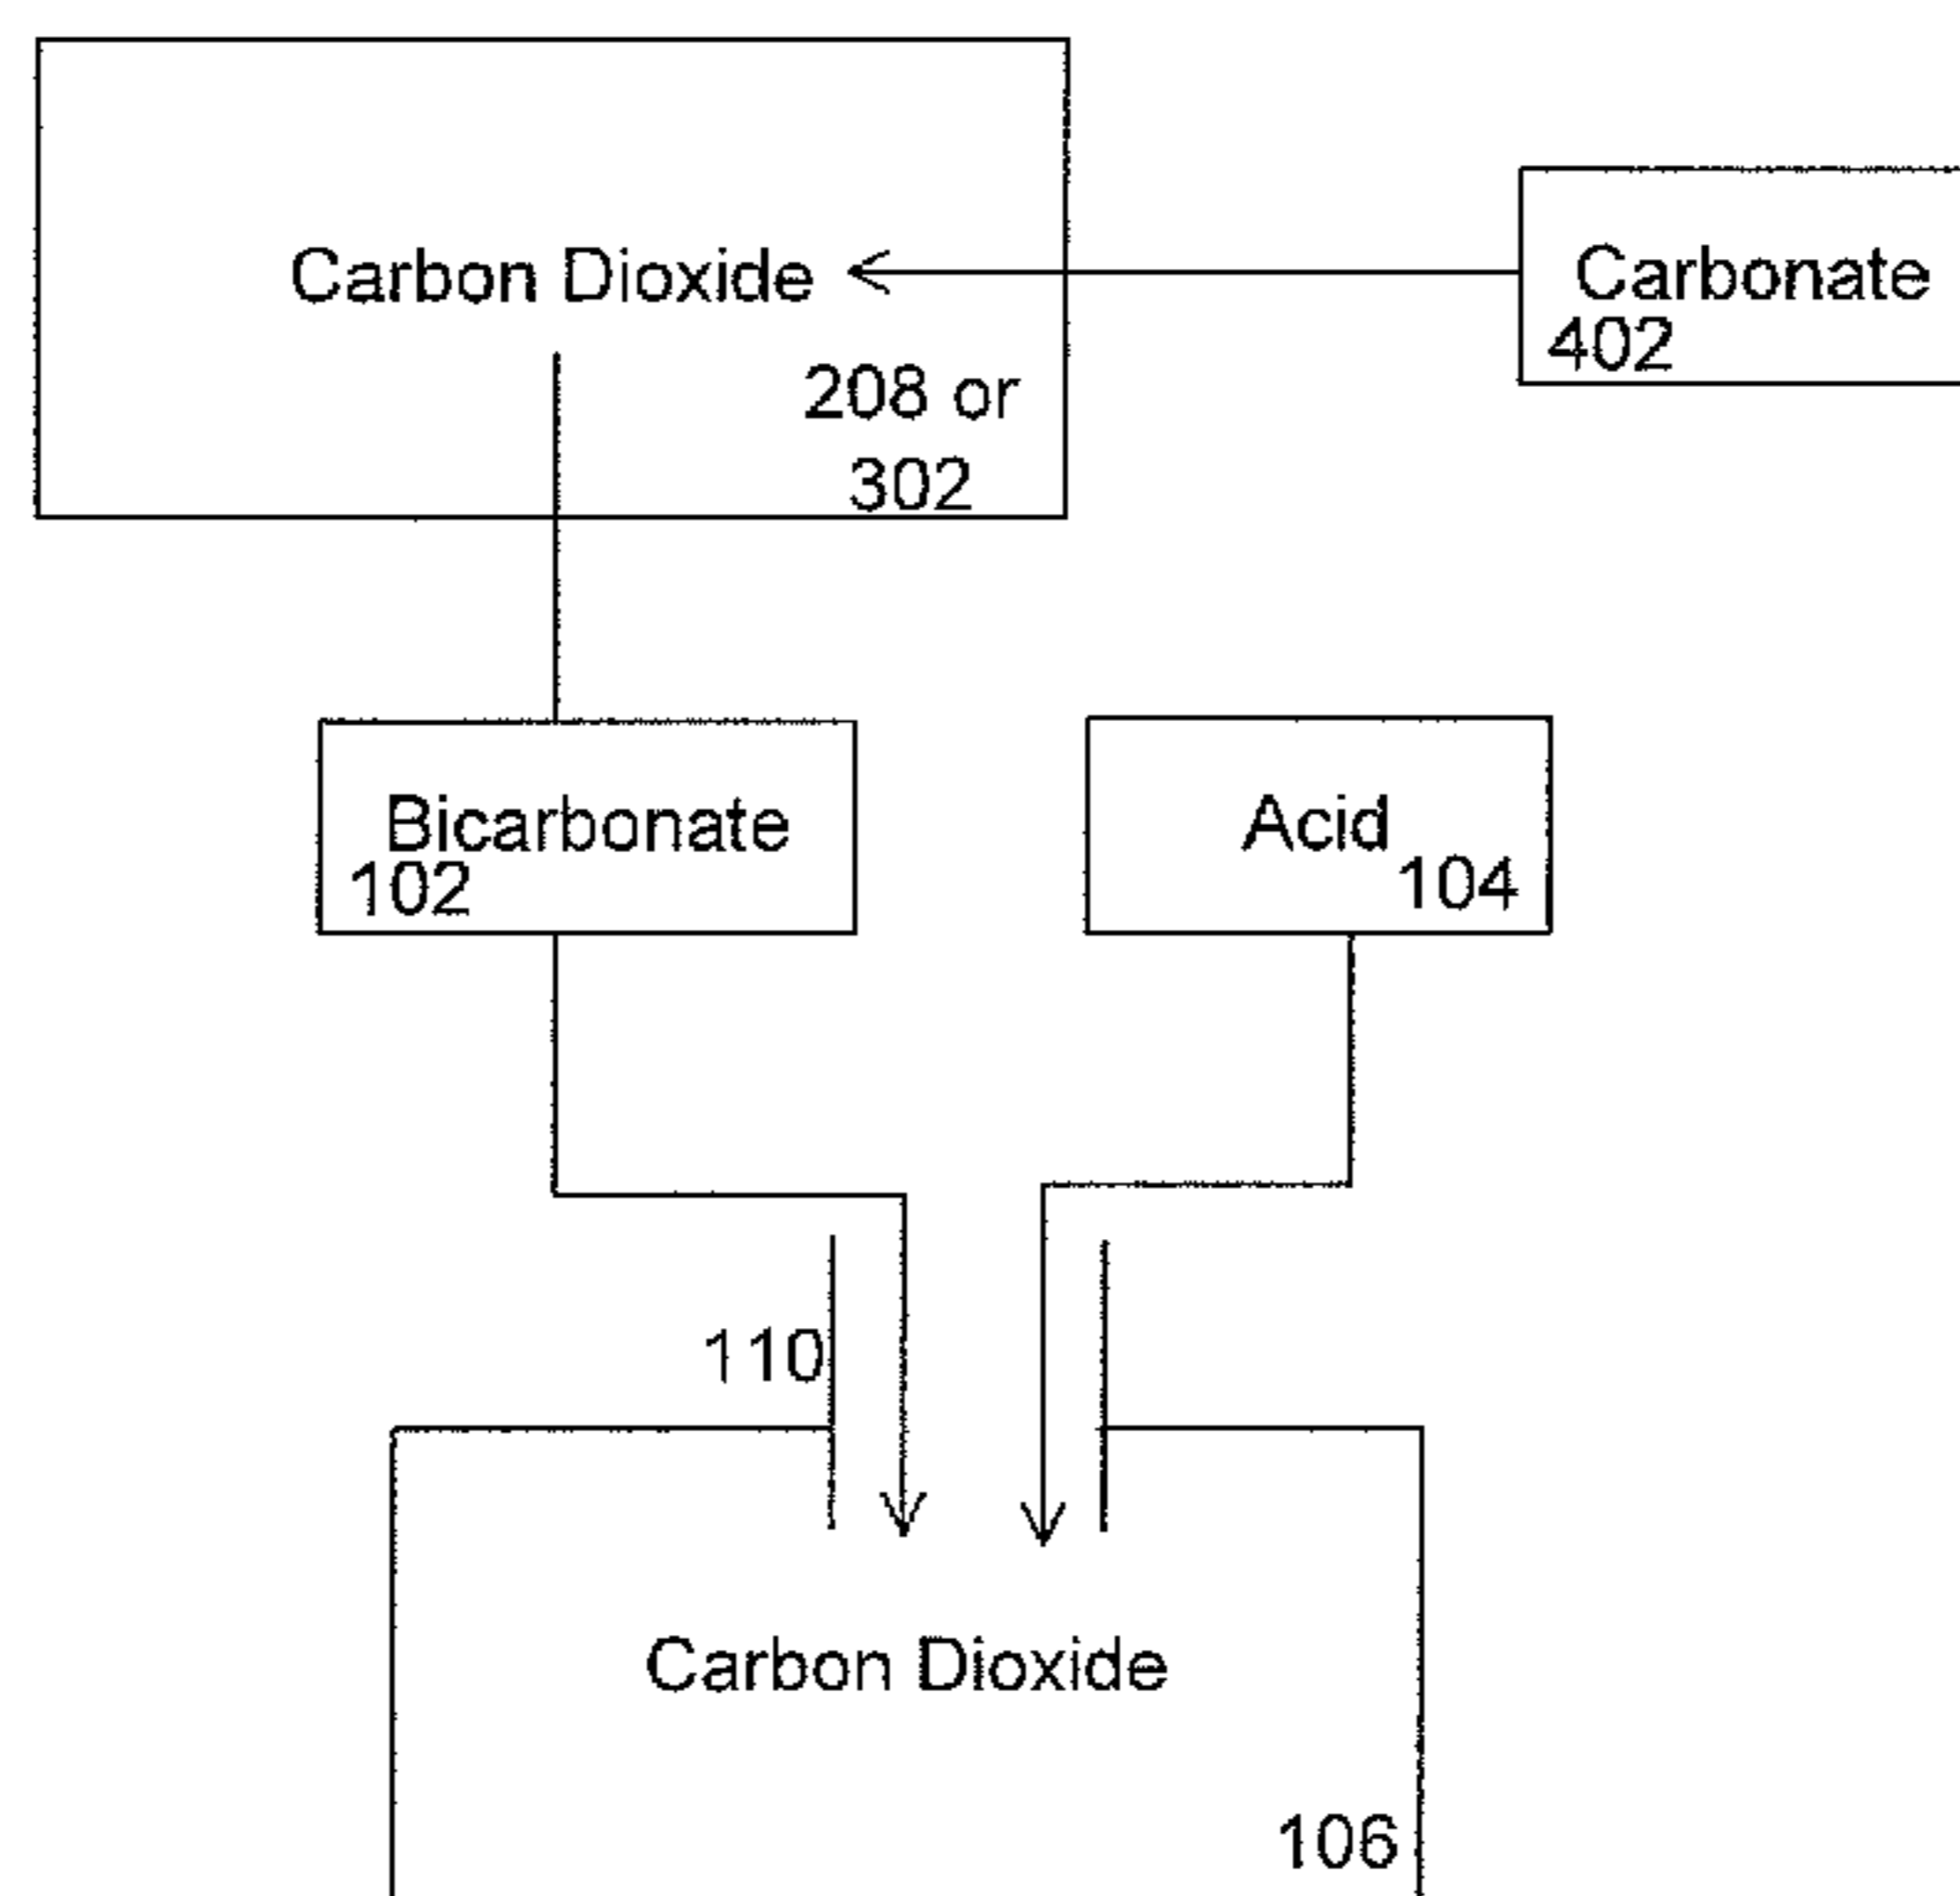 Carbon Dioxide
208 or
302
Carbonate
402
Bicarbonate
102
Acid
104
110
Carbon Dioxide
106